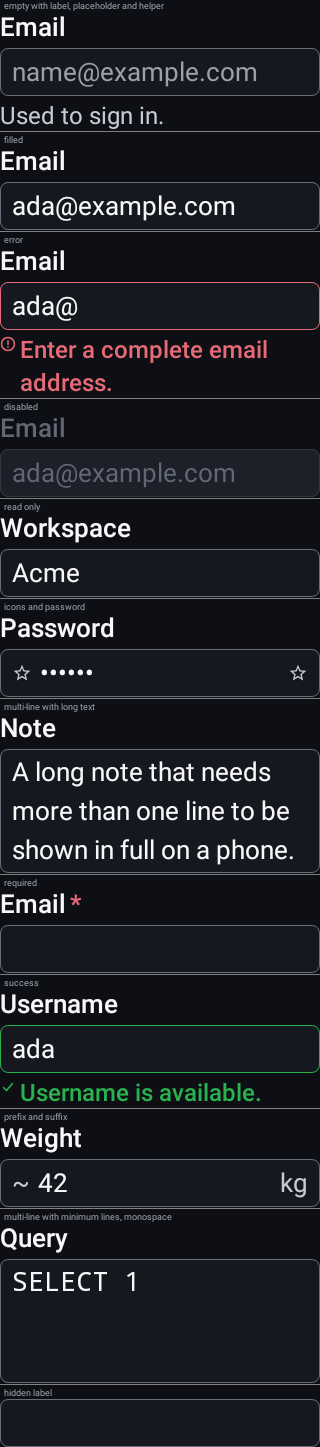 empty with label, placeholder and helper
Email
name@example.com
Used to sign in.
filled
Email
ada@example.com
error
Email
ada@
Enter a complete email
address.
disabled
Email
ada@example.com
read only
Workspace
Acme
icons and password
Password
••••••
multi-line with long text
Note
A long note that needs
more than one line to be
shown in full on a phone.
required
Email *
success
Username
ada
Username is available.
prefix and suffix
Weight
~ 42 kg
multi-line with minimum lines, monospace
Query
SELECT 1
hidden label